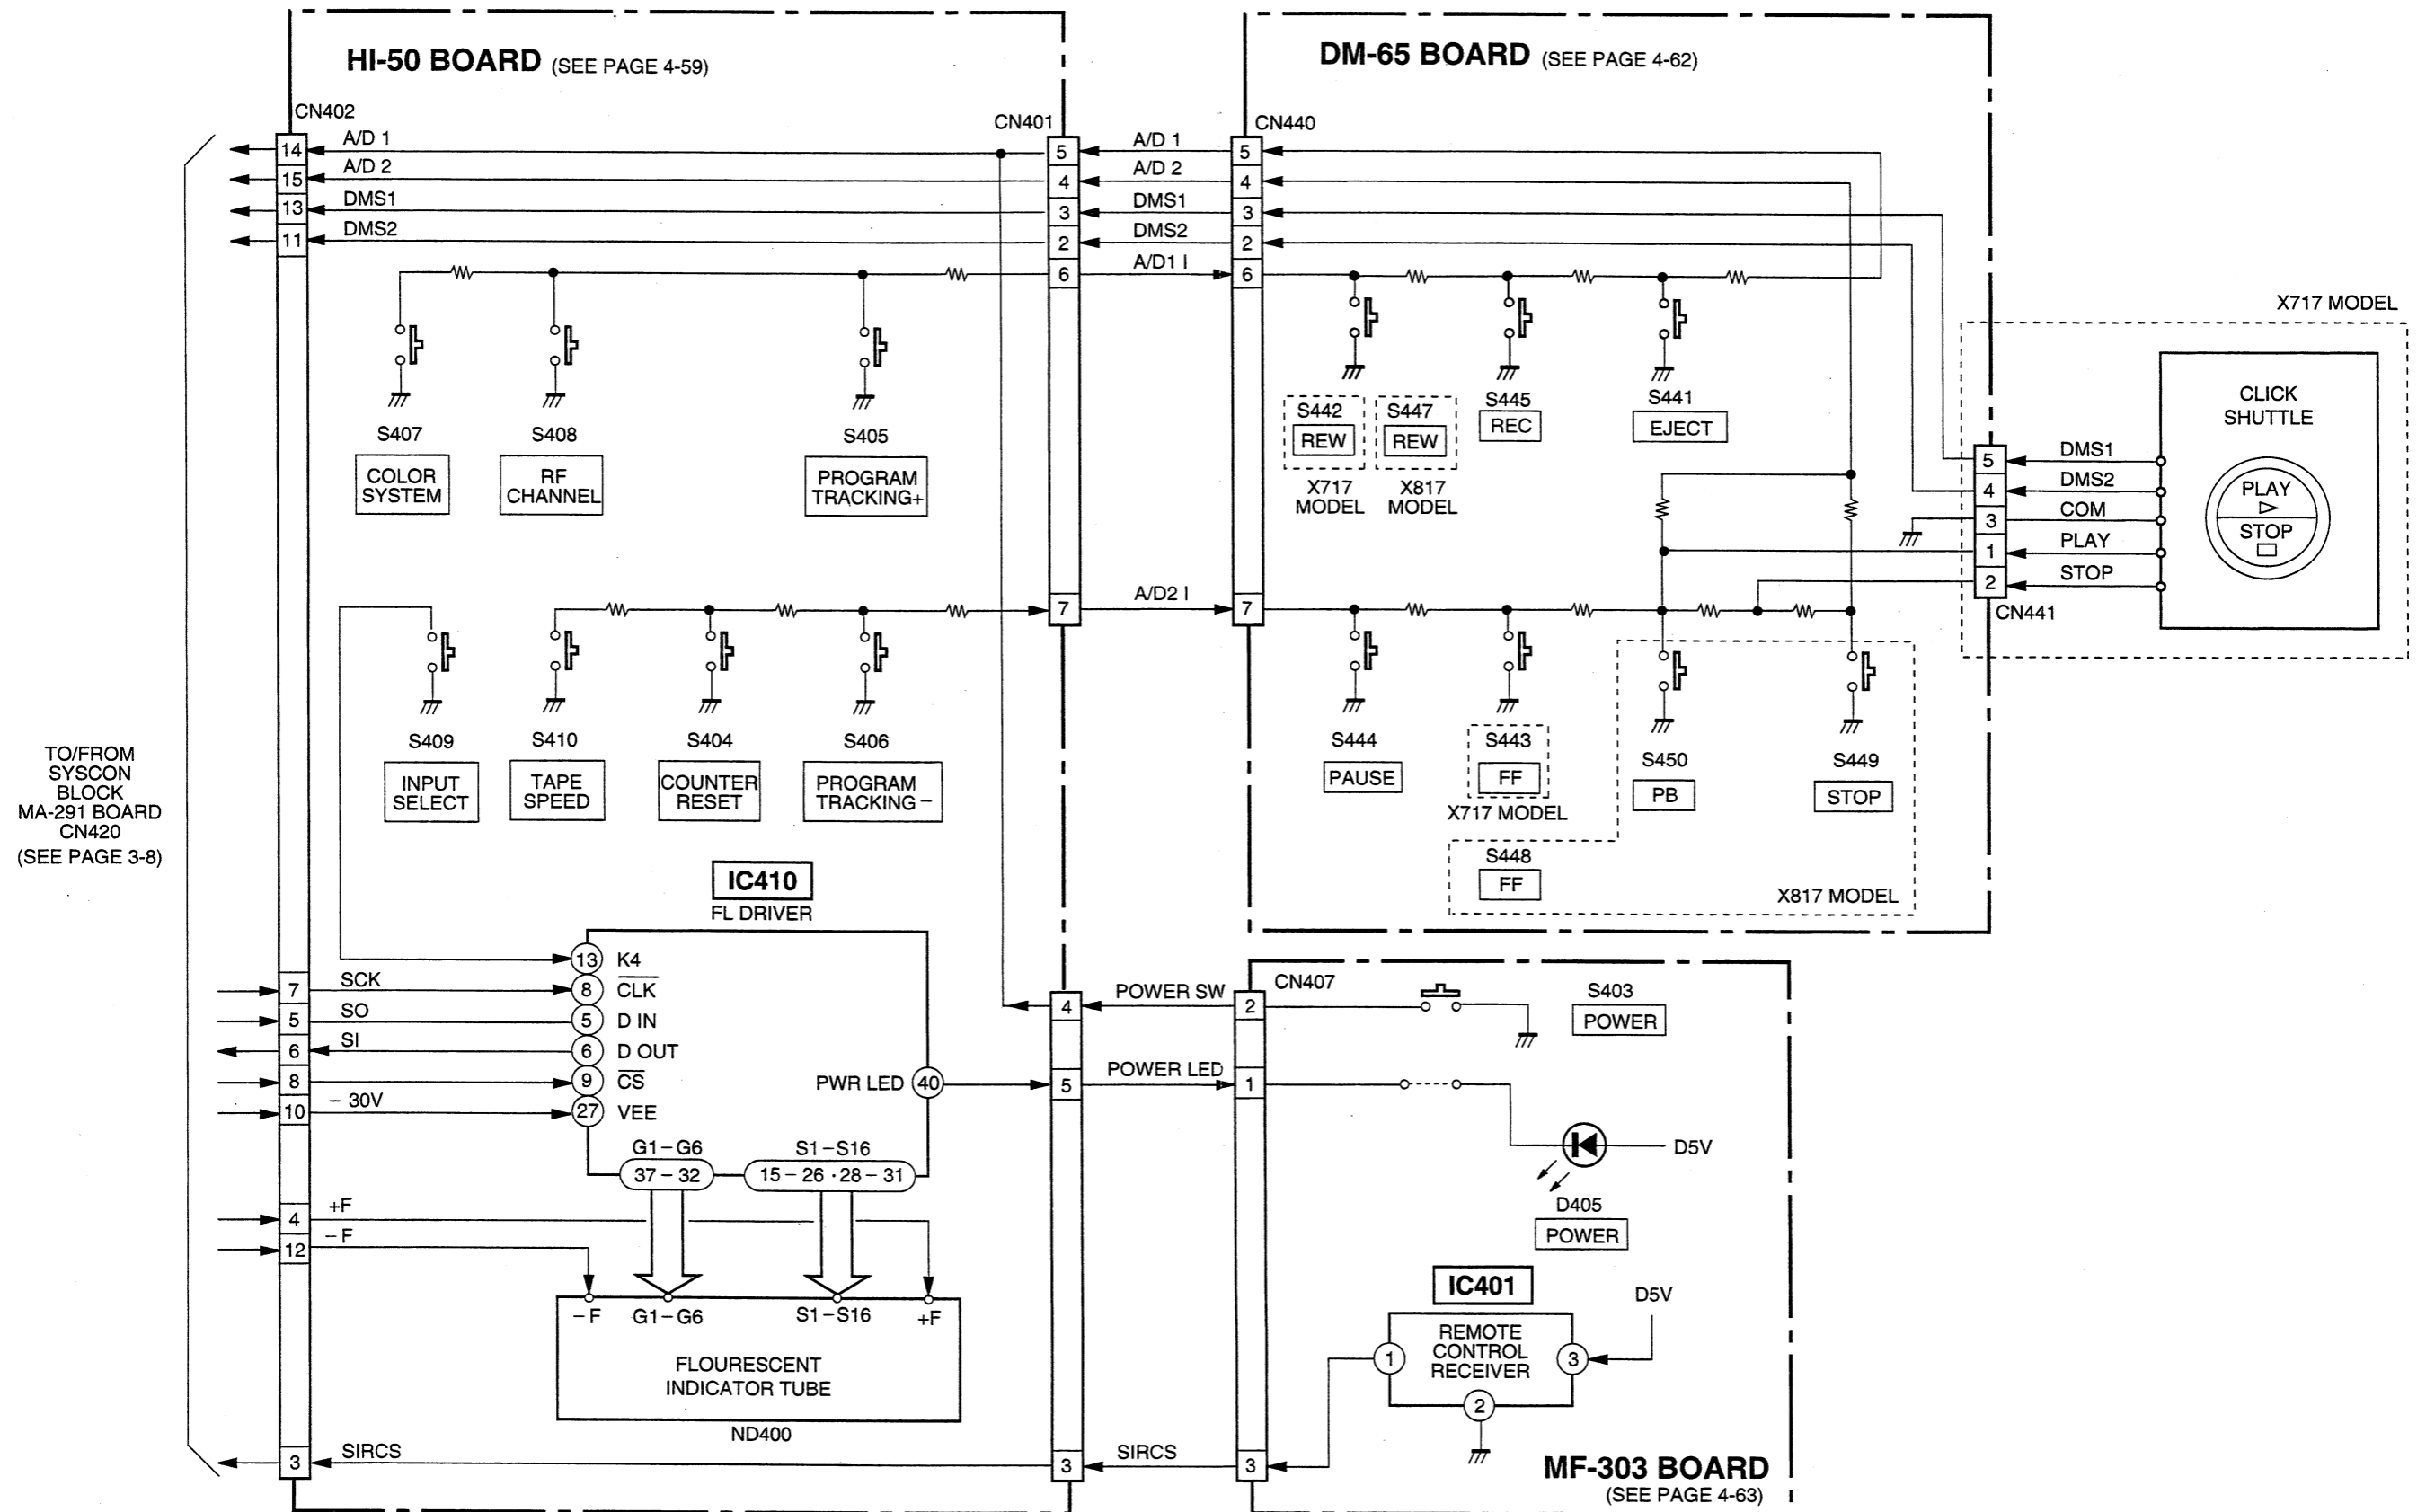 HI-50 BOARD (SEE PAGE 4-59)
CN402
CN401
14
A/D 1
15
A/D 2
13
DMS1
11
DMS2
5
4
3
2
6
7
S407
COLOR
SYSTEM
S408
RF
CHANNEL
S405
PROGRAM
TRACKING+
S409
INPUT
SELECT
S410
TAPE
SPEED
S404
COUNTER
RESET
S406
PROGRAM
TRACKING −
TO/FROM
SYSCON
BLOCK
MA-291 BOARD
CN420
(SEE PAGE 3-8)
IC410
FL DRIVER
7
SCK
5
SO
6
SI
8
10
− 30V
13 K4
8 CLK
5 D IN
6 D OUT
9 CS
27 VEE
PWR LED 40
G1−G6
37 − 32
S1−S16
15 − 26 · 28 − 31
4
+F
12
− F
− F
G1−G6
S1−S16
+F
FLOURESCENT
INDICATOR TUBE
ND400
3
SIRCS
4
5
3
A/D 1
A/D 2
DMS1
DMS2
A/D1 I
A/D2 I
POWER SW
POWER LED
SIRCS
DM-65 BOARD (SEE PAGE 4-62)
CN440
5
4
3
2
6
7
S442
REW
X717
MODEL
S447
REW
X817
MODEL
S445
REC
S441
EJECT
S444
PAUSE
S443
FF
X717 MODEL
S450
PB
S449
STOP
S448
FF
X817 MODEL
X717 MODEL
5
DMS1
4
DMS2
3
COM
1
PLAY
2
STOP
CN441
CLICK
SHUTTLE
PLAY
STOP
CN407
2
1
3
S403
POWER
D5V
D405
POWER
IC401
D5V
REMOTE
CONTROL
RECEIVER
1
3
2
MF-303 BOARD
(SEE PAGE 4-63)